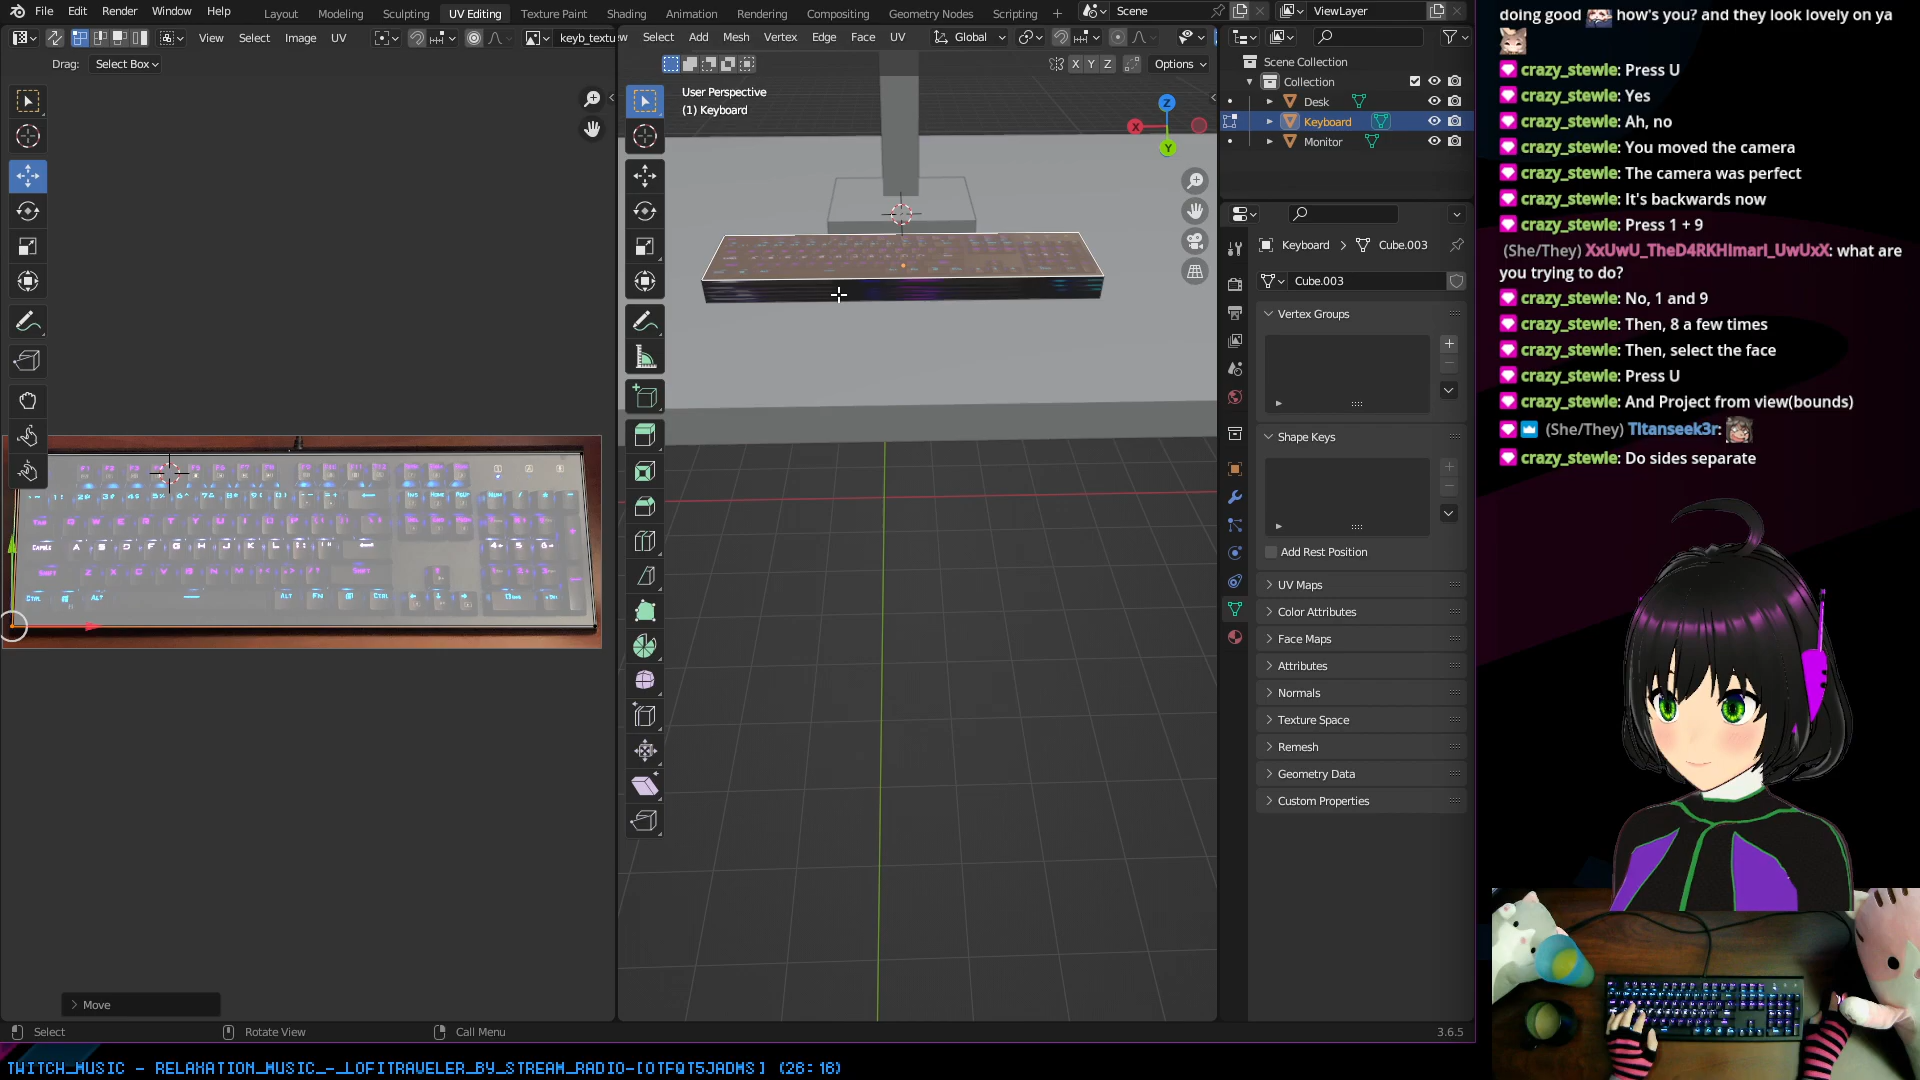 File Edit Render Window Help Layout Modeling Sculpting UV Editing Texture Paint Shading Animation Rendering Compositing Geometry Nodes Scripting + Scene ViewLayer
View Select Image UV keyb_textu
Select Add Mesh Vertex Edge Face UV Global
Drag: Select Box
X Y Z Options
User Perspective
(1) Keyboard
Z
X
Y
Scene Collection
Collection
Desk
Keyboard
Monitor
Keyboard > Cube.003
Cube.003
Vertex Groups
Shape Keys
Add Rest Position
UV Maps
Color Attributes
Face Maps
Attributes
Normals
Texture Space
Remesh
Geometry Data
Custom Properties
Move
Select Rotate View Call Menu 3.6.5
doing good how's you? and they look lovely on ya
crazy_stewie: Press U
crazy_stewie: Yes
crazy_stewie: Ah, no
crazy_stewie: You moved the camera
crazy_stewie: The camera was perfect
crazy_stewie: It's backwards now
crazy_stewie: Press 1 + 9
(She/They) XxUwU_TheD4RKHImarI_UwUxX: what are
you trying to do?
crazy_stewie: No, 1 and 9
crazy_stewie: Then, 8 a few times
crazy_stewie: Then, select the face
crazy_stewie: Press U
crazy_stewie: And Project from view(bounds)
(She/They) Titanseek3r:
crazy_stewie: Do sides separate
TWITCH_MUSIC - RELAXATION_MUSIC_-_LOFITRAVELER_BY_STREAM_RADIO-[OTFQT5JADMS] (26:16)